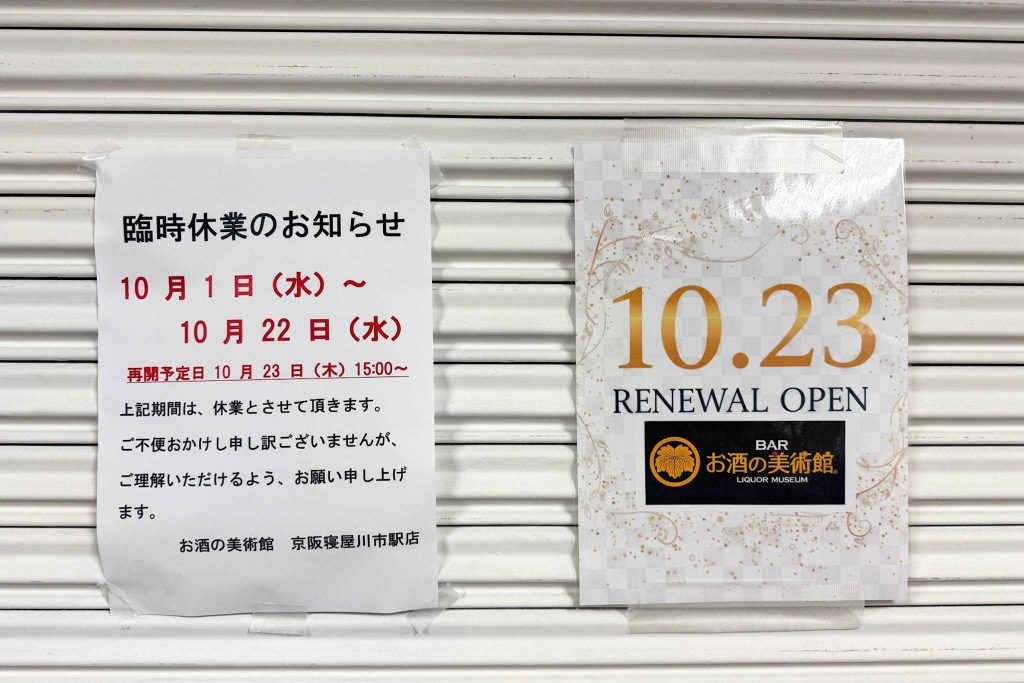 臨時休業のお知らせ
10 月 1 日（水）～
10 月 22 日（水）
再開予定日 10 月 23 日（木）15:00～
上記期間は、休業とさせて頂きます。
ご不便おかけし申し訳ございませんが、
ご理解いただけるよう、お願い申し上げ
ます。
お酒の美術館　京阪寝屋川市駅店
10.23
RENEWAL OPEN
BAR
お酒の美術館®
LIQUOR MUSEUM